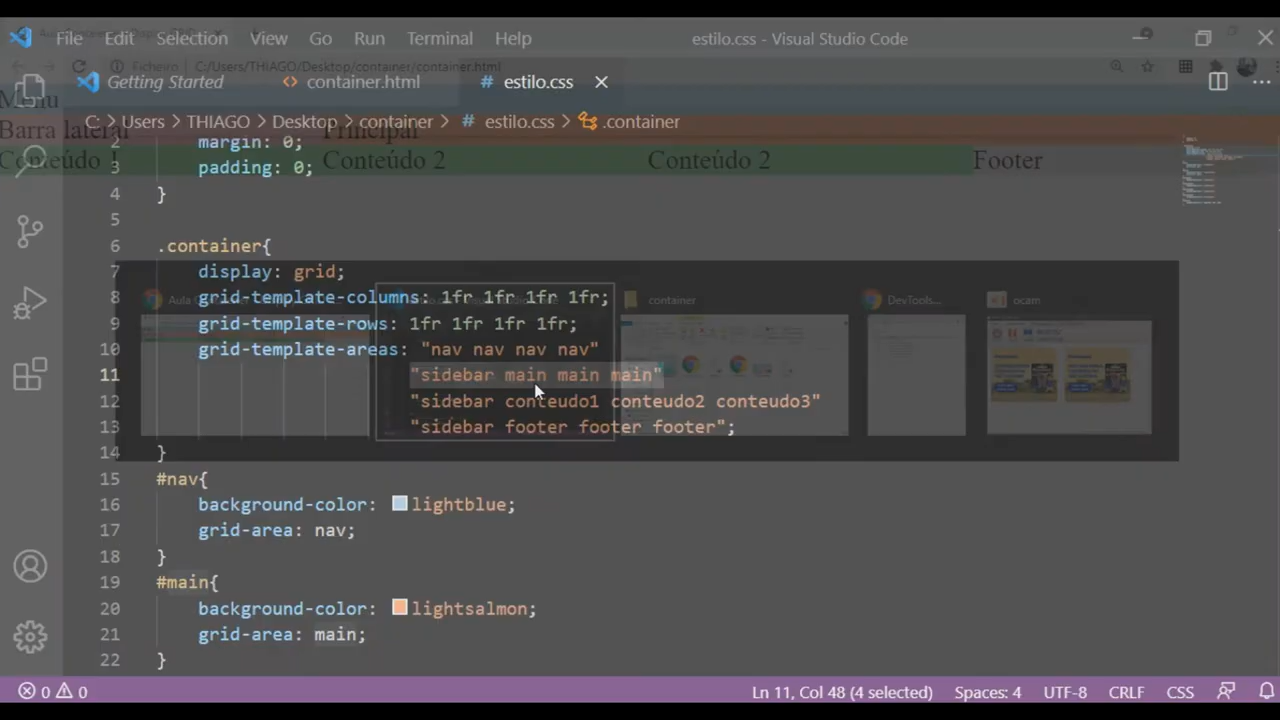 File Edit Selection View Go Run Terminal Help
estilo.css - Visual Studio Code
Ficheiro C:/Users/THIAGO/Desktop/container/container.html
Getting Started
container.html
# estilo.css
Menu
C: > Users > THIAGO > Desktop > container > # estilo.css > .container
Barra lateral
Principal
Conteúdo 1
Conteúdo 2
Conteúdo 2
Footer
2 margin: 0;
3 padding: 0;
4 }
5
6 .container{
7 display: grid;
8 grid-template-columns: 1fr 1fr 1fr 1fr;
9 grid-template-rows: 1fr 1fr 1fr 1fr;
10 grid-template-areas: "nav nav nav nav"
11 "sidebar main main main"
12 "sidebar conteudo1 conteudo2 conteudo3"
13 "sidebar footer footer footer";
14 }
15 #nav{
16 background-color: lightblue;
17 grid-area: nav;
18 }
19 #main{
20 background-color: lightsalmon;
21 grid-area: main;
22 }
container
DevTools...
ocam
0 0
Ln 11, Col 48 (4 selected)
Spaces: 4
UTF-8
CRLF
CSS